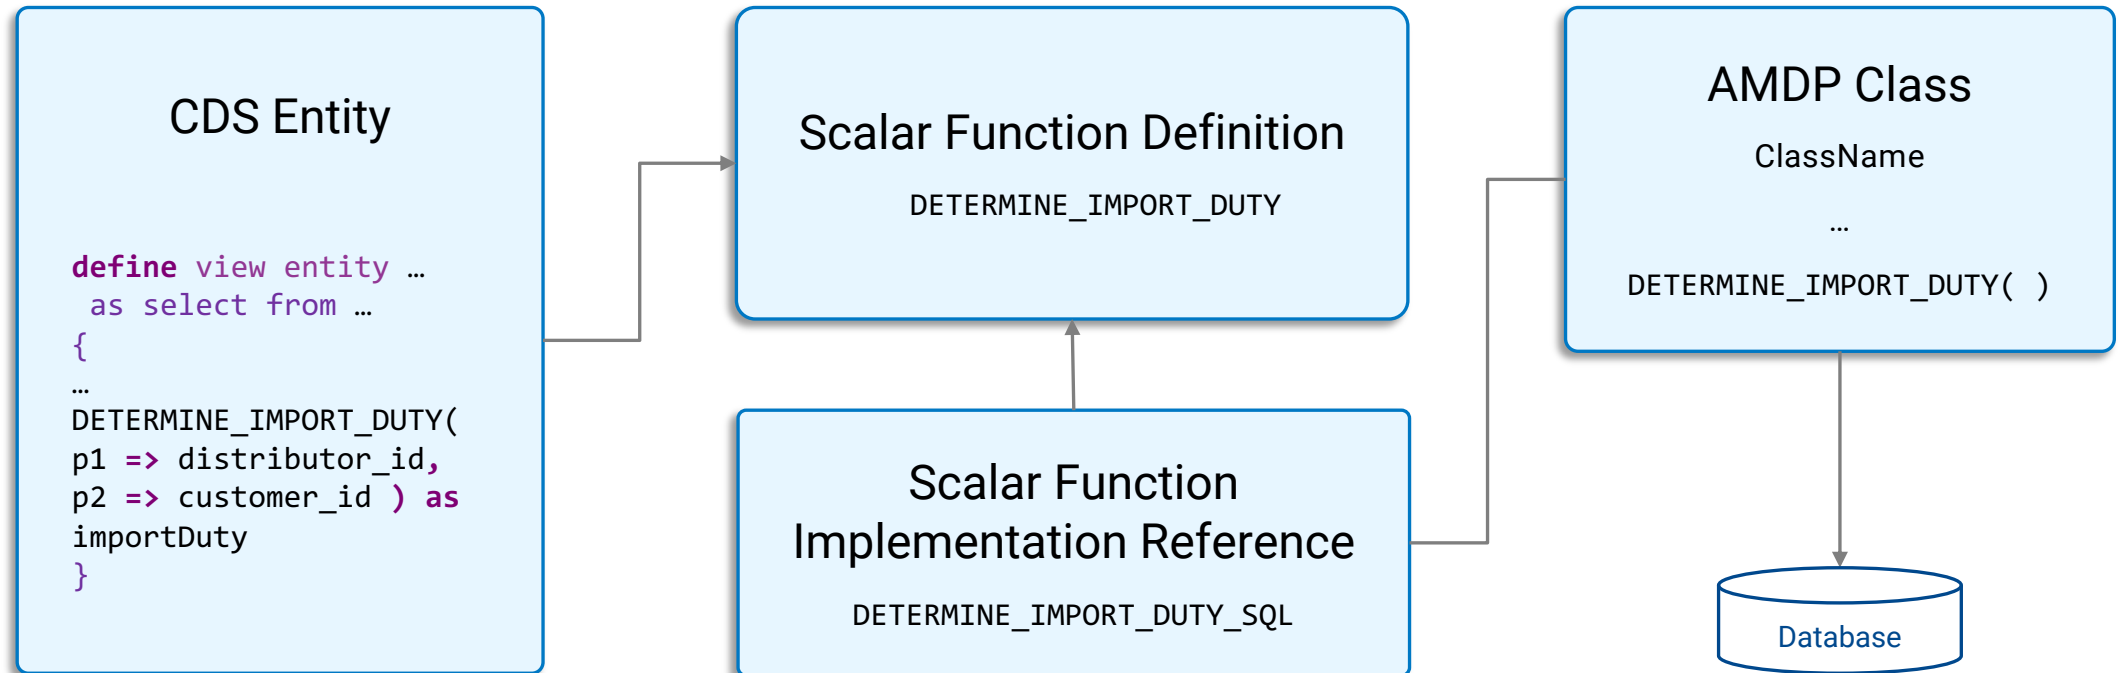 CDS Entity
define view entity …
as select from …
{
…
DETERMINE_IMPORT_DUTY(
p1 => distributor_id,
p2 => customer_id ) as
importDuty
}
Scalar Function Definition
DETERMINE_IMPORT_DUTY
Scalar Function
Implementation Reference
DETERMINE_IMPORT_DUTY_SQL
AMDP Class
ClassName
…
DETERMINE_IMPORT_DUTY( )
Database